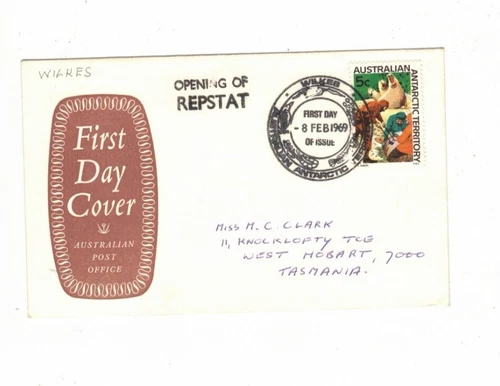 WILKES
OPENING OF
REPSTAT
WILKES
FIRST DAY
- 8 FEB 1969
OF ISSUE
AUSTRALIAN ANTARCTIC TERRITORY
AUSTRALIAN
5c
ANTARCTIC TERRITORY
First
Day
Cover
AUSTRALIAN
POST
OFFICE
MISS M. C. CLARK
11, KNOCKLOFTY TCE
WEST HOBART, 7000
TASMANIA.